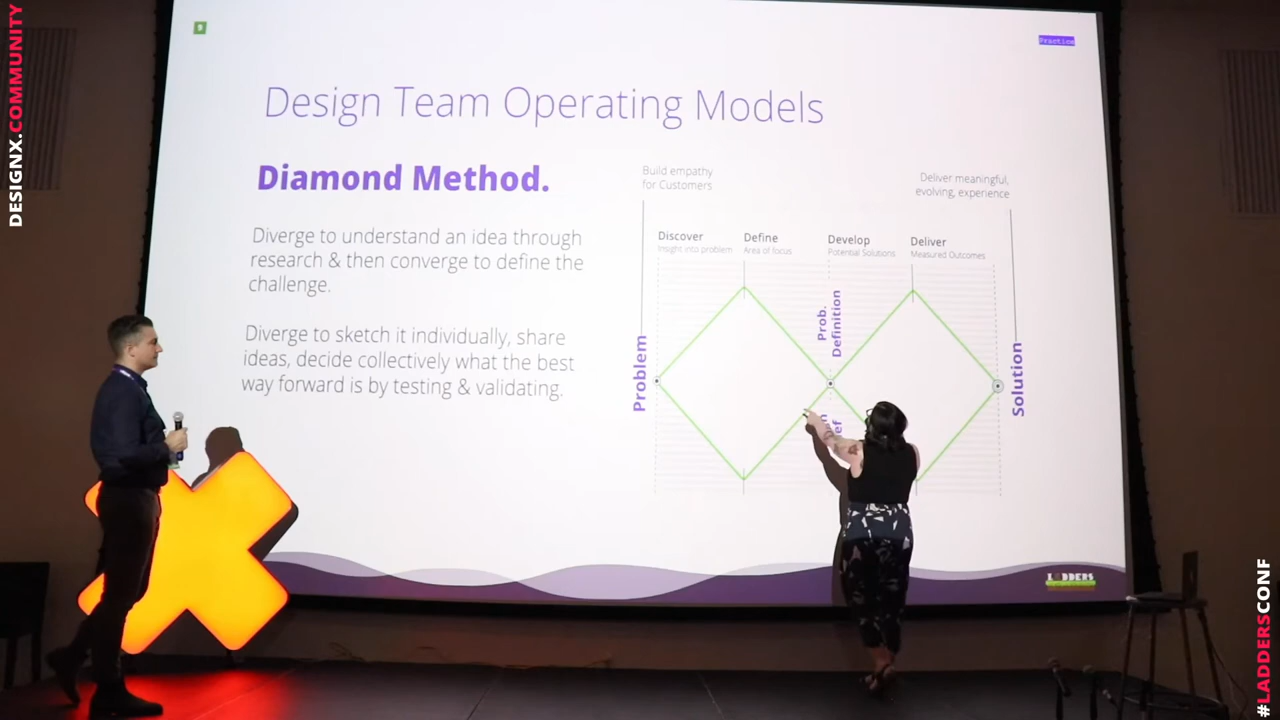 DESIGNX.COMMUNITY
9
Practice
Design Team Operating Models
Diamond Method.
Diverge to understand an idea through
research & then converge to define the
challenge.
Diverge to sketch it individually, share
ideas, decide collectively what the best
way forward is by testing & validating.
Build empathy
for Customers
Deliver meaningful,
evolving, experience
Discover
Insight into problem
Define
Area of focus
Develop
Potential Solutions
Deliver
Measured Outcomes
Problem
Prob.
Definition
Solution
LADDERS
#LADDERSCONF